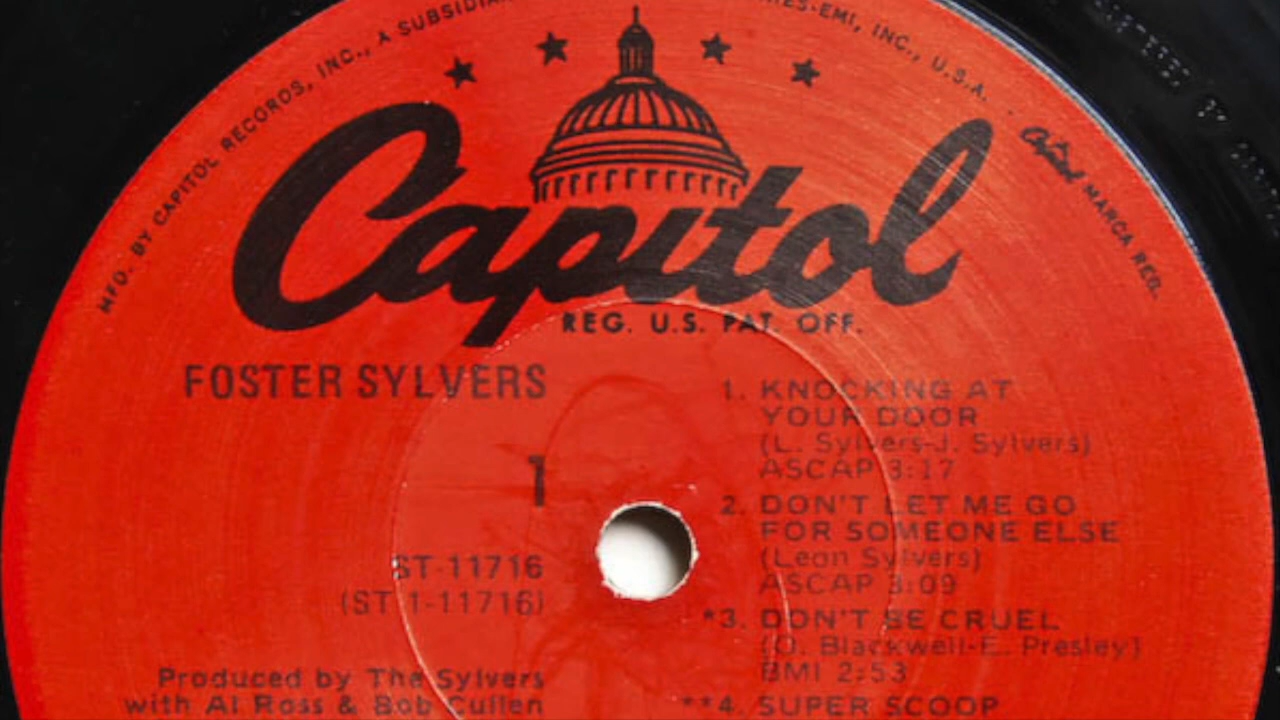 MFD. BY CAPITOL RECORDS, INC., A SUBSIDIAR
ES-EMI, INC., U.S.A. · Capitol MARCA REG.
Capitol
REG. U.S. PAT. OFF.
FOSTER SYLVERS
1
ST-11716
(ST 1-11716)
Produced by The Sylvers
with Al Ross & Bob Cullen
1. KNOCKING AT
YOUR DOOR
(L. Sylvers-J. Sylvers)
ASCAP 3:17
2. DON'T LET ME GO
FOR SOMEONE ELSE
(Leon Sylvers)
ASCAP 3:09
*3. DON'T BE CRUEL
(O. Blackwell-E. Presley)
BMI 2:53
**4. SUPER SCOOP